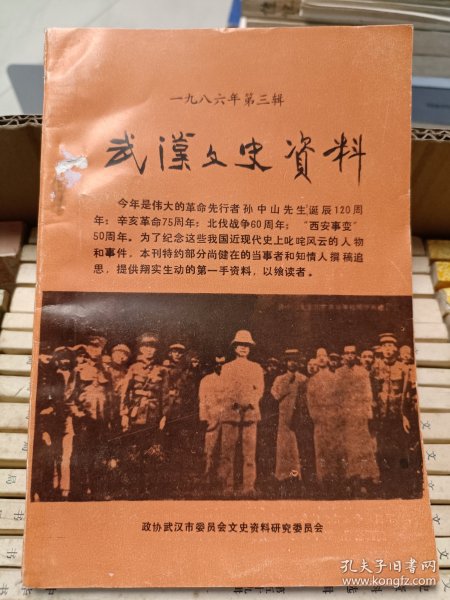 一九八六年第三辑
武漢文史資料
今年是伟大的革命先行者孙中山先生诞辰120周
年；辛亥革命75周年；北伐战争60周年；“西安事变”
50周年。为了纪念这些我国近现代史上叱咤风云的人物
和事件，本刊特约部分尚健在的当事者和知情人撰稿追
思，提供翔实生动的第一手资料，以飨读者。
政协武汉市委员会文史资料研究委员会
孔夫子旧书网
www.kongfz.com